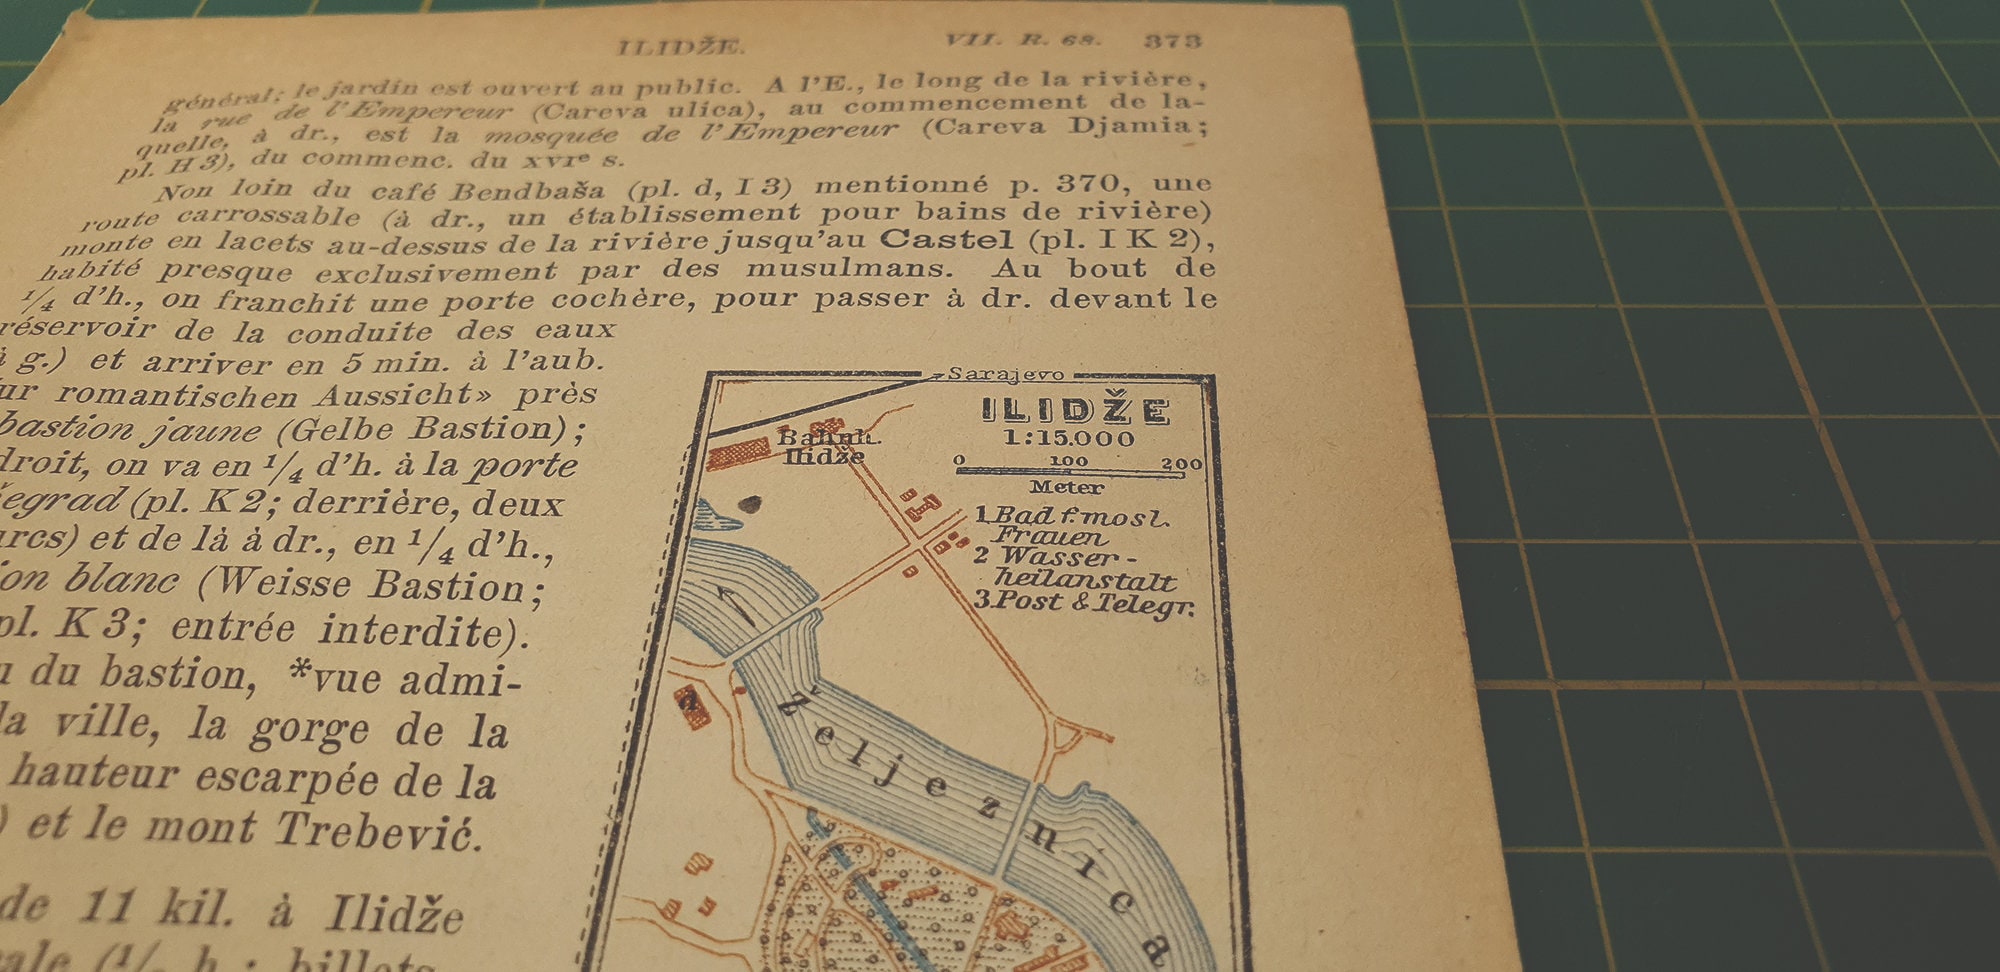 ILIDŽE. VII. R. 68. 373
général; le jardin est ouvert au public. A l'E., le long de la rivière,
la rue de l'Empereur (Careva ulica), au commencement de la-
quelle, à dr., est la mosquée de l'Empereur (Careva Djamia;
pl. H 3), du commenc. du XVIe s.
Non loin du café Bendbaša (pl. d, I 3) mentionné p. 370, une
route carrossable (à dr., un établissement pour bains de rivière)
monte en lacets au-dessus de la rivière jusqu'au Castel (pl. I K 2),
habité presque exclusivement par des musulmans. Au bout de
1/4 d'h., on franchit une porte cochère, pour passer à dr. devant le
réservoir de la conduite des eaux
à g.) et arriver en 5 min. à l'aub.
ur romantischen Aussicht» près
bastion jaune (Gelbe Bastion);
droit, on va en 1/4 d'h. à la porte
šegrad (pl. K 2; derrière, deux
arcs) et de là à dr., en 1/4 d'h.,
ion blanc (Weisse Bastion;
pl. K 3; entrée interdite).
u du bastion, *vue admi-
la ville, la gorge de la
hauteur escarpée de la
) et le mont Trebević.
de 11 kil. à Ilidže
ale (1/2 h.; billets
Sarajevo
ILIDŽE
1:15.000
0 100 200
Meter
1 Bad f. mosl.
Frauen
2 Wasser-
heilanstalt
3. Post & Telegr.
Bahnh.
Ilidže
a
Željeznica